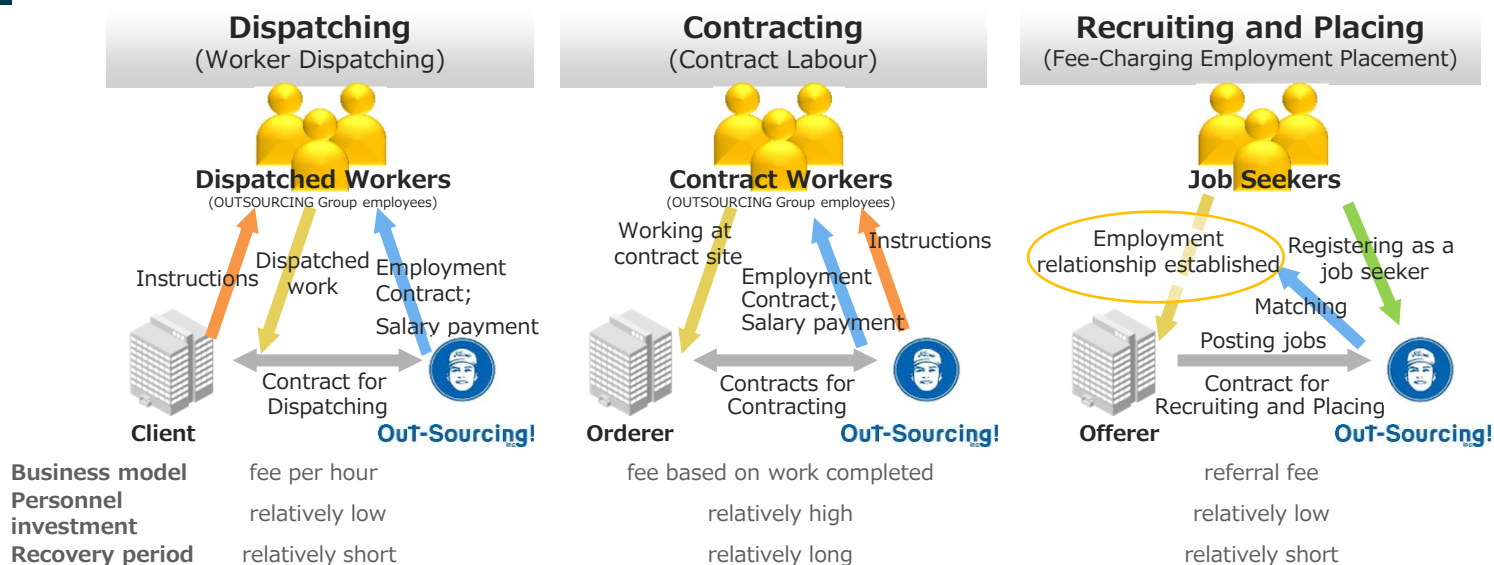 Dispatching
(Worker Dispatching)
Dispatched Workers
(OUTSOURCING Group employees)
Instructions
Dispatched
work
Employment
Contract;
Salary payment
Contract for
Dispatching
Client
OuT-Sourcing!
inc.
Contracting
(Contract Labour)
Contract Workers
(OUTSOURCING Group employees)
Working at
contract site
Instructions
Employment
Contract;
Salary payment
Contracts for
Contracting
Orderer
OuT-Sourcing!
inc.
Recruiting and Placing
(Fee-Charging Employment Placement)
Job Seekers
Employment
relationship established
Registering as a
job seeker
Matching
Posting jobs
Contract for
Recruiting and Placing
Offerer
OuT-Sourcing!
inc.
Business model fee per hour fee based on work completed referral fee
Personnel
investment relatively low relatively high relatively low
Recovery period relatively short relatively long relatively short